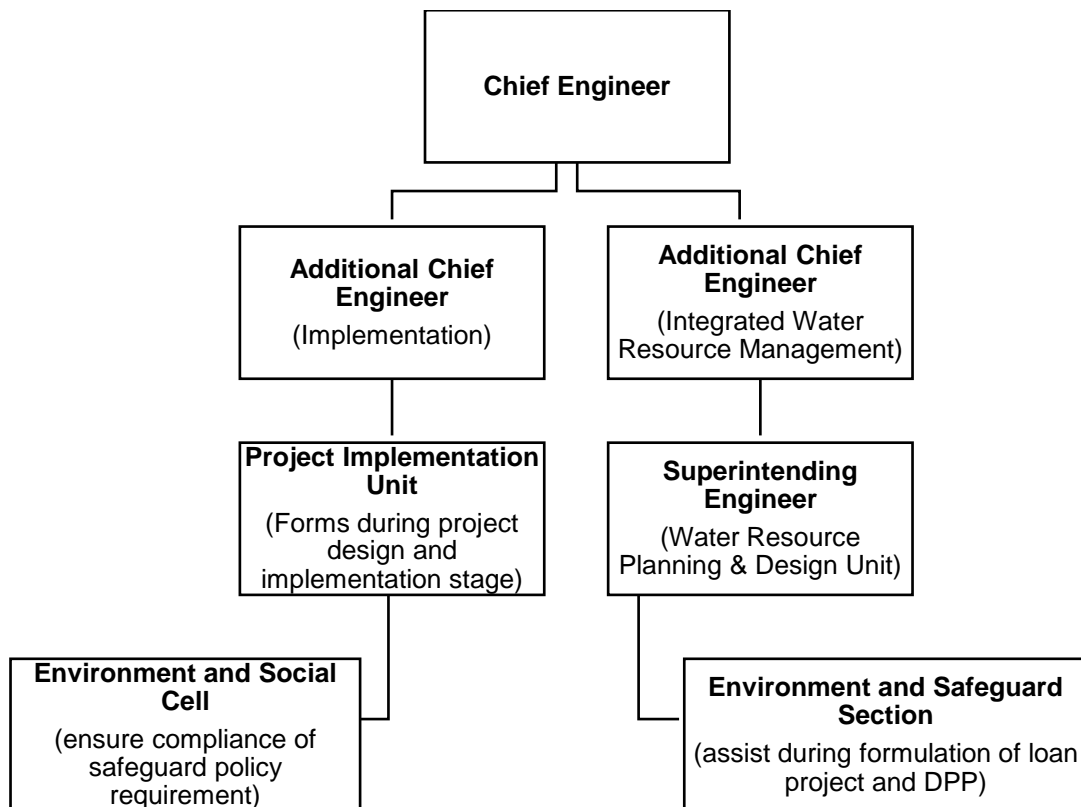 Chief Engineer
Additional Chief
Engineer
(Implementation)
Additional Chief
Engineer
(Integrated Water
Resource Management)
Project Implementation
Unit
(Forms during project
design and
implementation stage)
Superintending
Engineer
(Water Resource
Planning & Design Unit)
Environment and Social
Cell
(ensure compliance of
safeguard policy
requirement)
Environment and Safeguard
Section
(assist during formulation of loan
project and DPP)